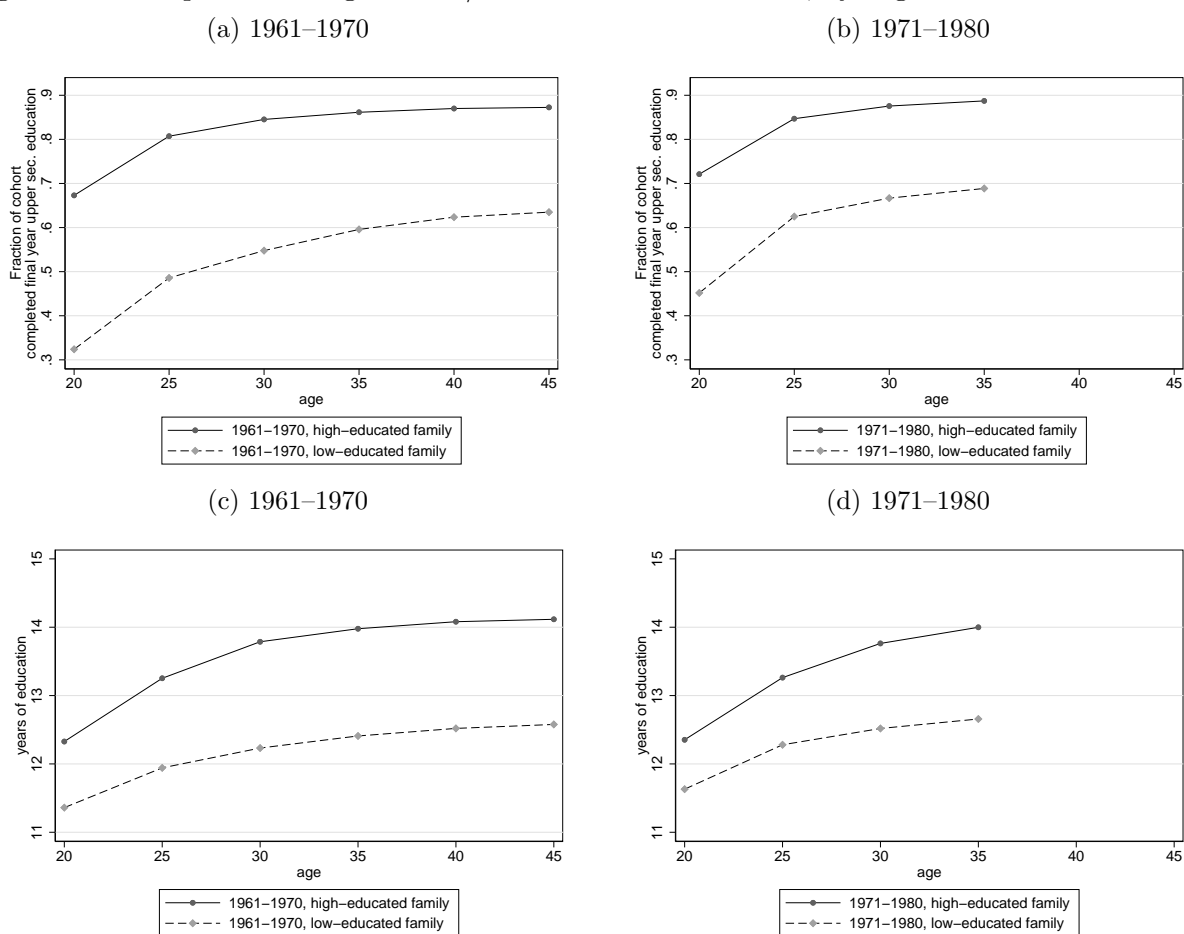 (a) 1961–1970
(b) 1971–1980
Fraction of cohort
completed final year upper sec. education
.9
.8
.7
.6
.5
.4
.3
20 25 30 35 40 45
age
1961−1970, high−educated family
1961−1970, low−educated family
Fraction of cohort
completed final year upper sec. education
.9
.8
.7
.6
.5
.4
.3
20 25 30 35 40 45
age
1971−1980, high−educated family
1971−1980, low−educated family
(c) 1961–1970
(d) 1971–1980
years of education
15
14
13
12
11
20 25 30 35 40 45
age
1961−1970, high−educated family
1961−1970, low−educated family
years of education
15
14
13
12
11
20 25 30 35 40 45
age
1971−1980, high−educated family
1971−1980, low−educated family